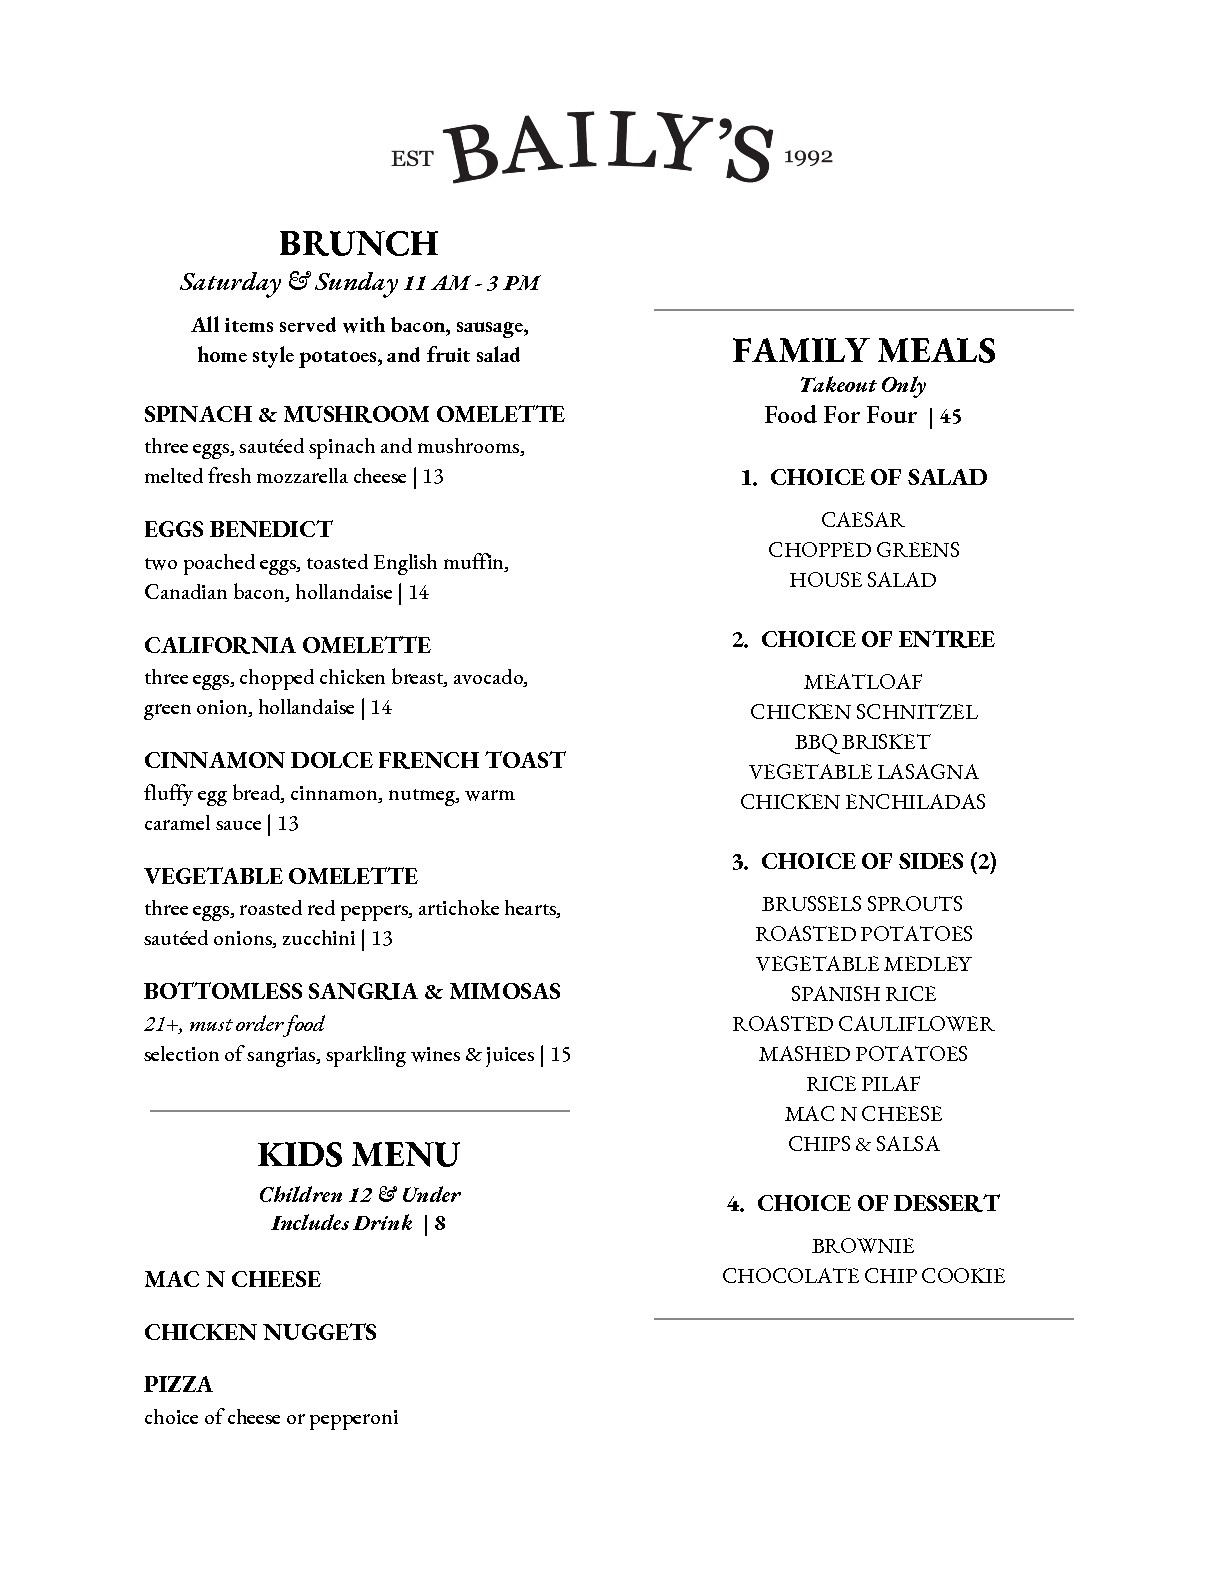 EST BAILY'S 1992
BRUNCH
Saturday & Sunday 11 AM - 3 PM
All items served with bacon, sausage,
home style potatoes, and fruit salad
SPINACH & MUSHROOM OMELETTE
three eggs, sautéed spinach and mushrooms,
melted fresh mozzarella cheese | 13
EGGS BENEDICT
two poached eggs, toasted English muffin,
Canadian bacon, hollandaise | 14
CALIFORNIA OMELETTE
three eggs, chopped chicken breast, avocado,
green onion, hollandaise | 14
CINNAMON DOLCE FRENCH TOAST
fluffy egg bread, cinnamon, nutmeg, warm
caramel sauce | 13
VEGETABLE OMELETTE
three eggs, roasted red peppers, artichoke hearts,
sautéed onions, zucchini | 13
BOTTOMLESS SANGRIA & MIMOSAS
21+, must order food
selection of sangrias, sparkling wines & juices | 15
KIDS MENU
Children 12 & Under
Includes Drink | 8
MAC N CHEESE
CHICKEN NUGGETS
PIZZA
choice of cheese or pepperoni
FAMILY MEALS
Takeout Only
Food For Four | 45
1. CHOICE OF SALAD
CAESAR
CHOPPED GREENS
HOUSE SALAD
2. CHOICE OF ENTREE
MEATLOAF
CHICKEN SCHNITZEL
BBQ BRISKET
VEGETABLE LASAGNA
CHICKEN ENCHILADAS
3. CHOICE OF SIDES (2)
BRUSSELS SPROUTS
ROASTED POTATOES
VEGETABLE MEDLEY
SPANISH RICE
ROASTED CAULIFLOWER
MASHED POTATOES
RICE PILAF
MAC N CHEESE
CHIPS & SALSA
4. CHOICE OF DESSERT
BROWNIE
CHOCOLATE CHIP COOKIE